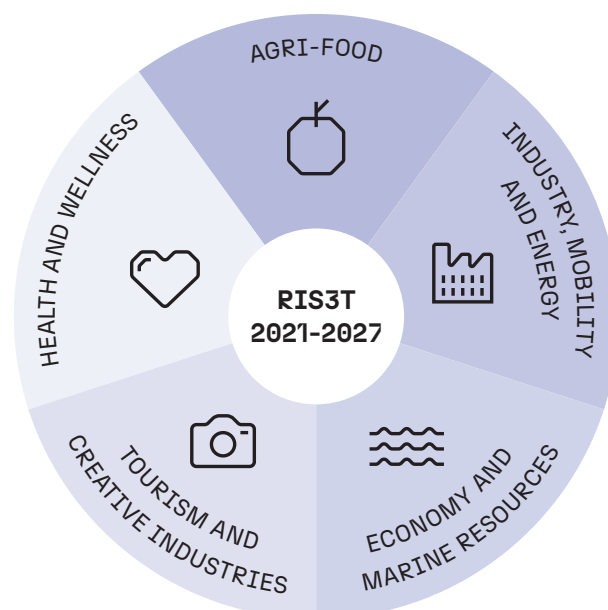 AGRI-FOOD
INDUSTRY, MOBILITY
AND ENERGY
ECONOMY AND
MARINE RESOURCES
TOURISM AND
CREATIVE INDUSTRIES
HEALTH AND WELLNESS
RIS3T
2021-2027